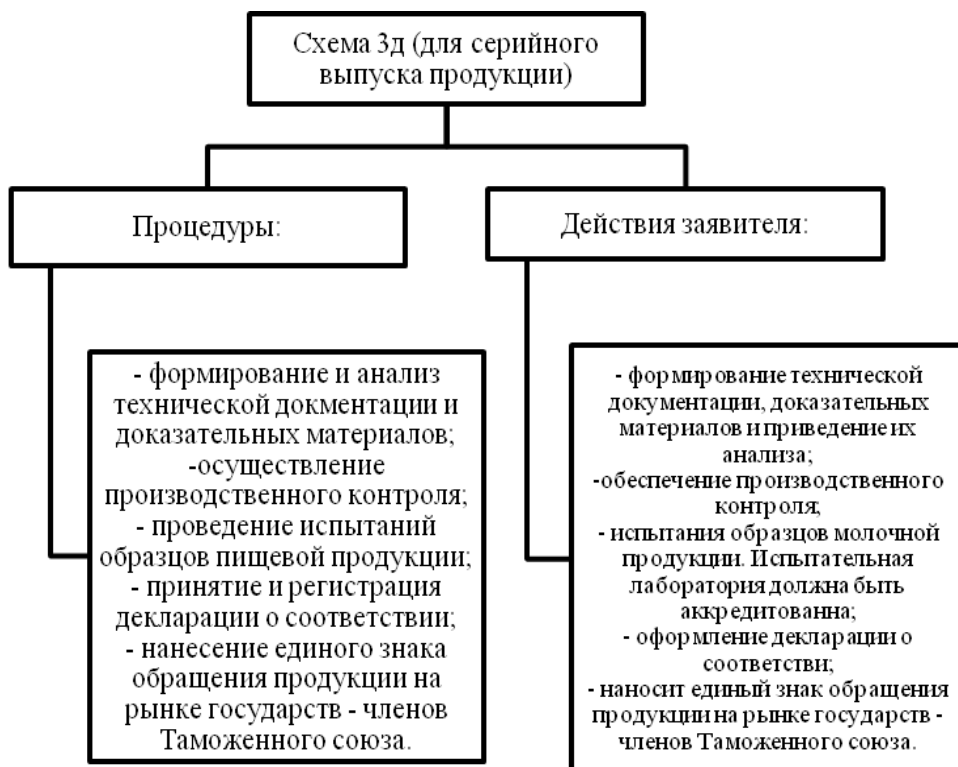 Схема 3д (для серийного
выпуска продукции)
Процедуры:
Действия заявителя:
- формирование и анализ
технической докментации и
доказательных материалов;
-осуществление
производственного контроля;
- проведение испытаний
образцов пищевой продукции;
- принятие и регистрация
декларации о соответствии;
- нанесение единого знака
обращения продукции на
рынке государств - членов
Таможенного союза.
- формирование технической
документации, доказательных
материалов и приведение их
анализа;
-обеспечение производственного
контроля;
- испытания образцов молочной
продукции. Испытательная
лаборатория должна быть
аккредитованна;
- оформление декларации о
соответстви;
- наносит единый знак обращения
продукции на рынке государств -
членов Таможенного союза.